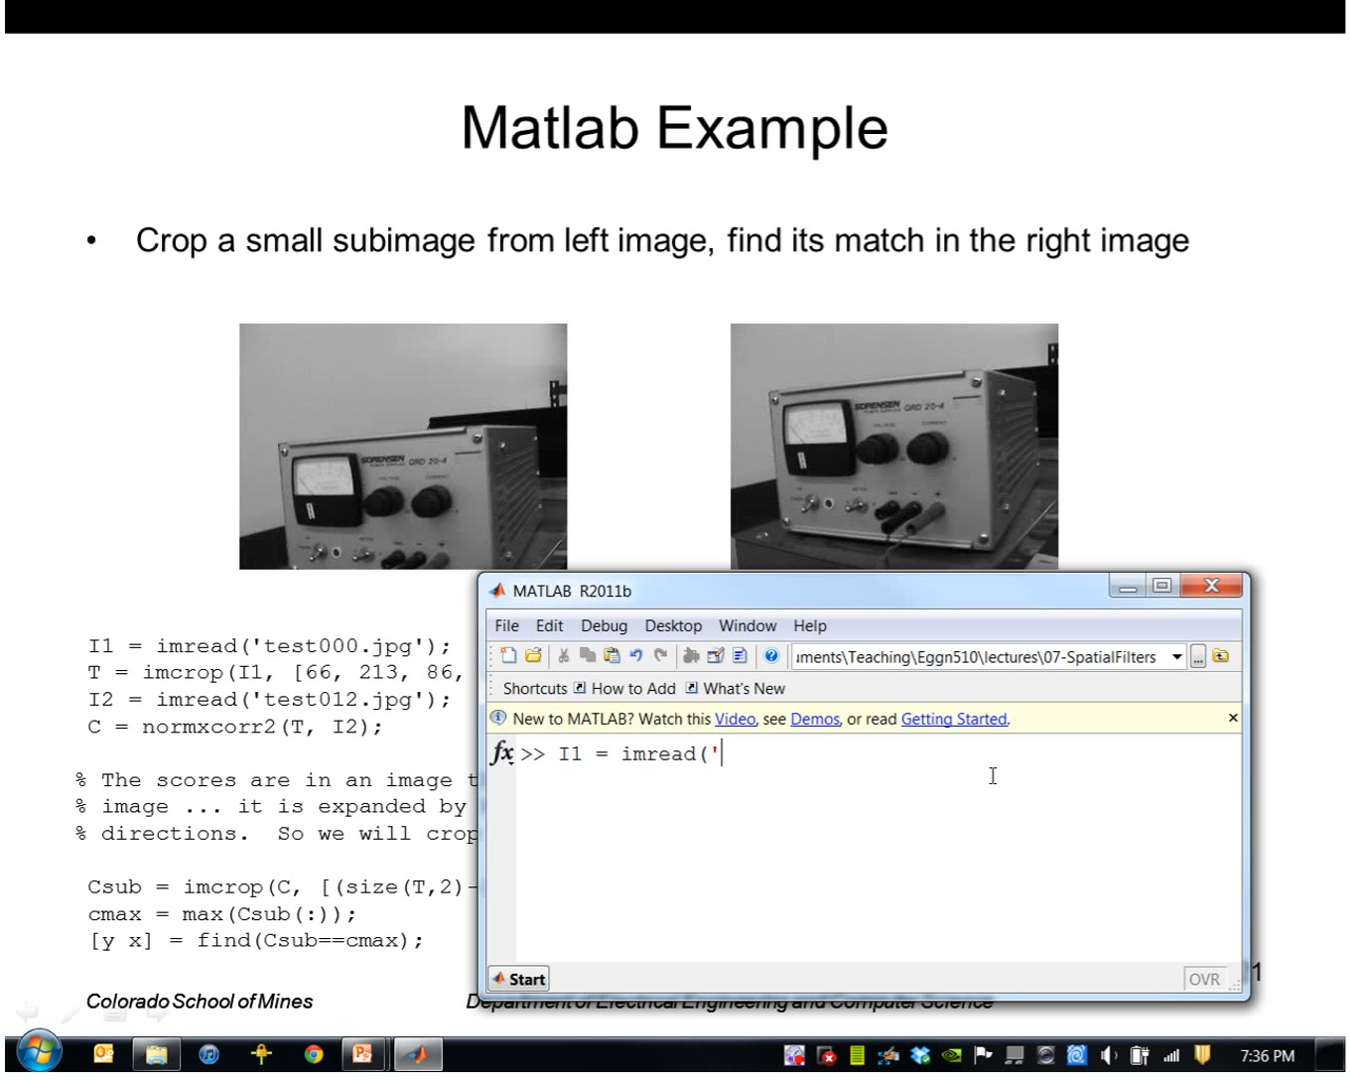 Matlab Example
• Crop a small subimage from left image, find its match in the right image
SORENSEN QRD 20-4
SORENSEN QRD 20-4
I1 = imread('test000.jpg');
T = imcrop(I1, [66, 213, 86,
I2 = imread('test012.jpg');
C = normxcorr2(T, I2);
% The scores are in an image t
% image ... it is expanded by
% directions. So we will crop
Csub = imcrop(C, [(size(T,2)-
cmax = max(Csub(:));
[y x] = find(Csub==cmax);
MATLAB R2011b
File Edit Debug Desktop Window Help
ments\Teaching\Eggn510\lectures\07-SpatialFilters
Shortcuts How to Add What's New
New to MATLAB? Watch this Video, see Demos, or read Getting Started.
fx >> I1 = imread('
Start OVR
1
Colorado School of Mines Department of Electrical Engineering and Computer Science
7:36 PM